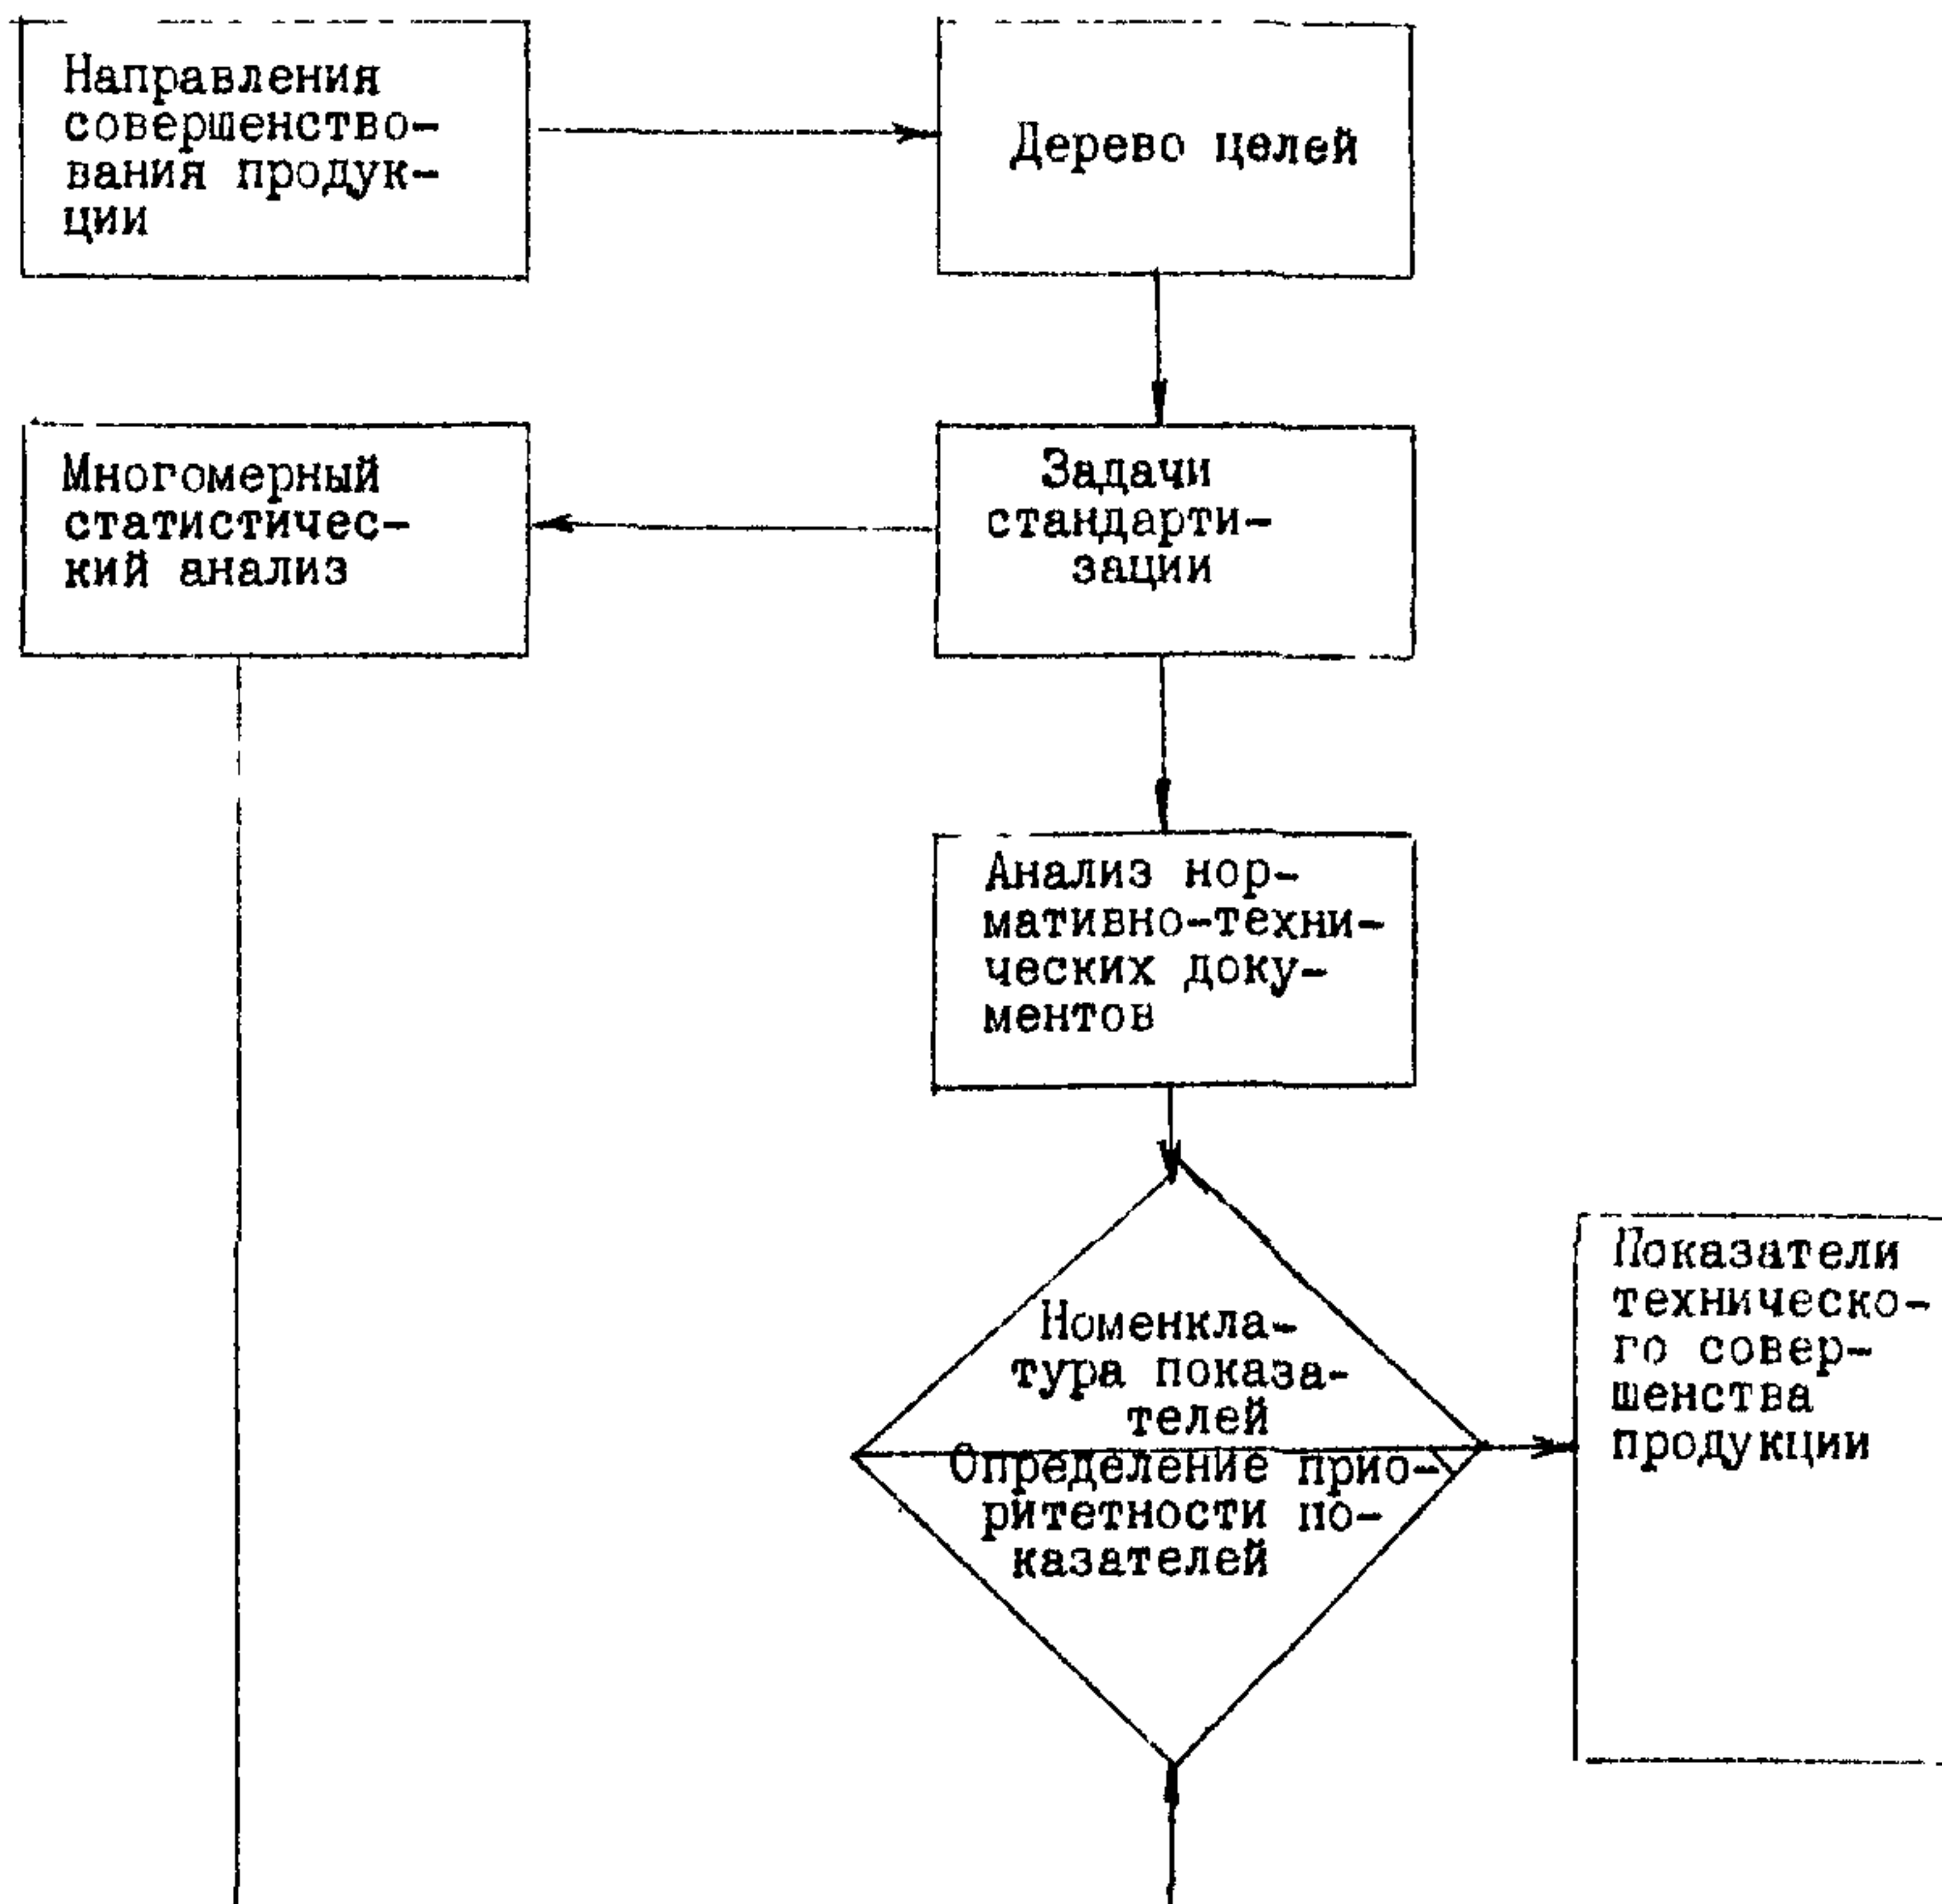 Направления
совершенство-
вания продук-
ции
Дерево целей
Многомерный
статистичес-
кий анализ
Задачи
стандарти-
зации
Анализ нор-
мативно-техни-
ческих доку-
ментов
Номенкла-
тура показа-
телей
Определение прио-
ритетности по-
казателей
Показатели
техническо-
го совер-
шенства
продукции